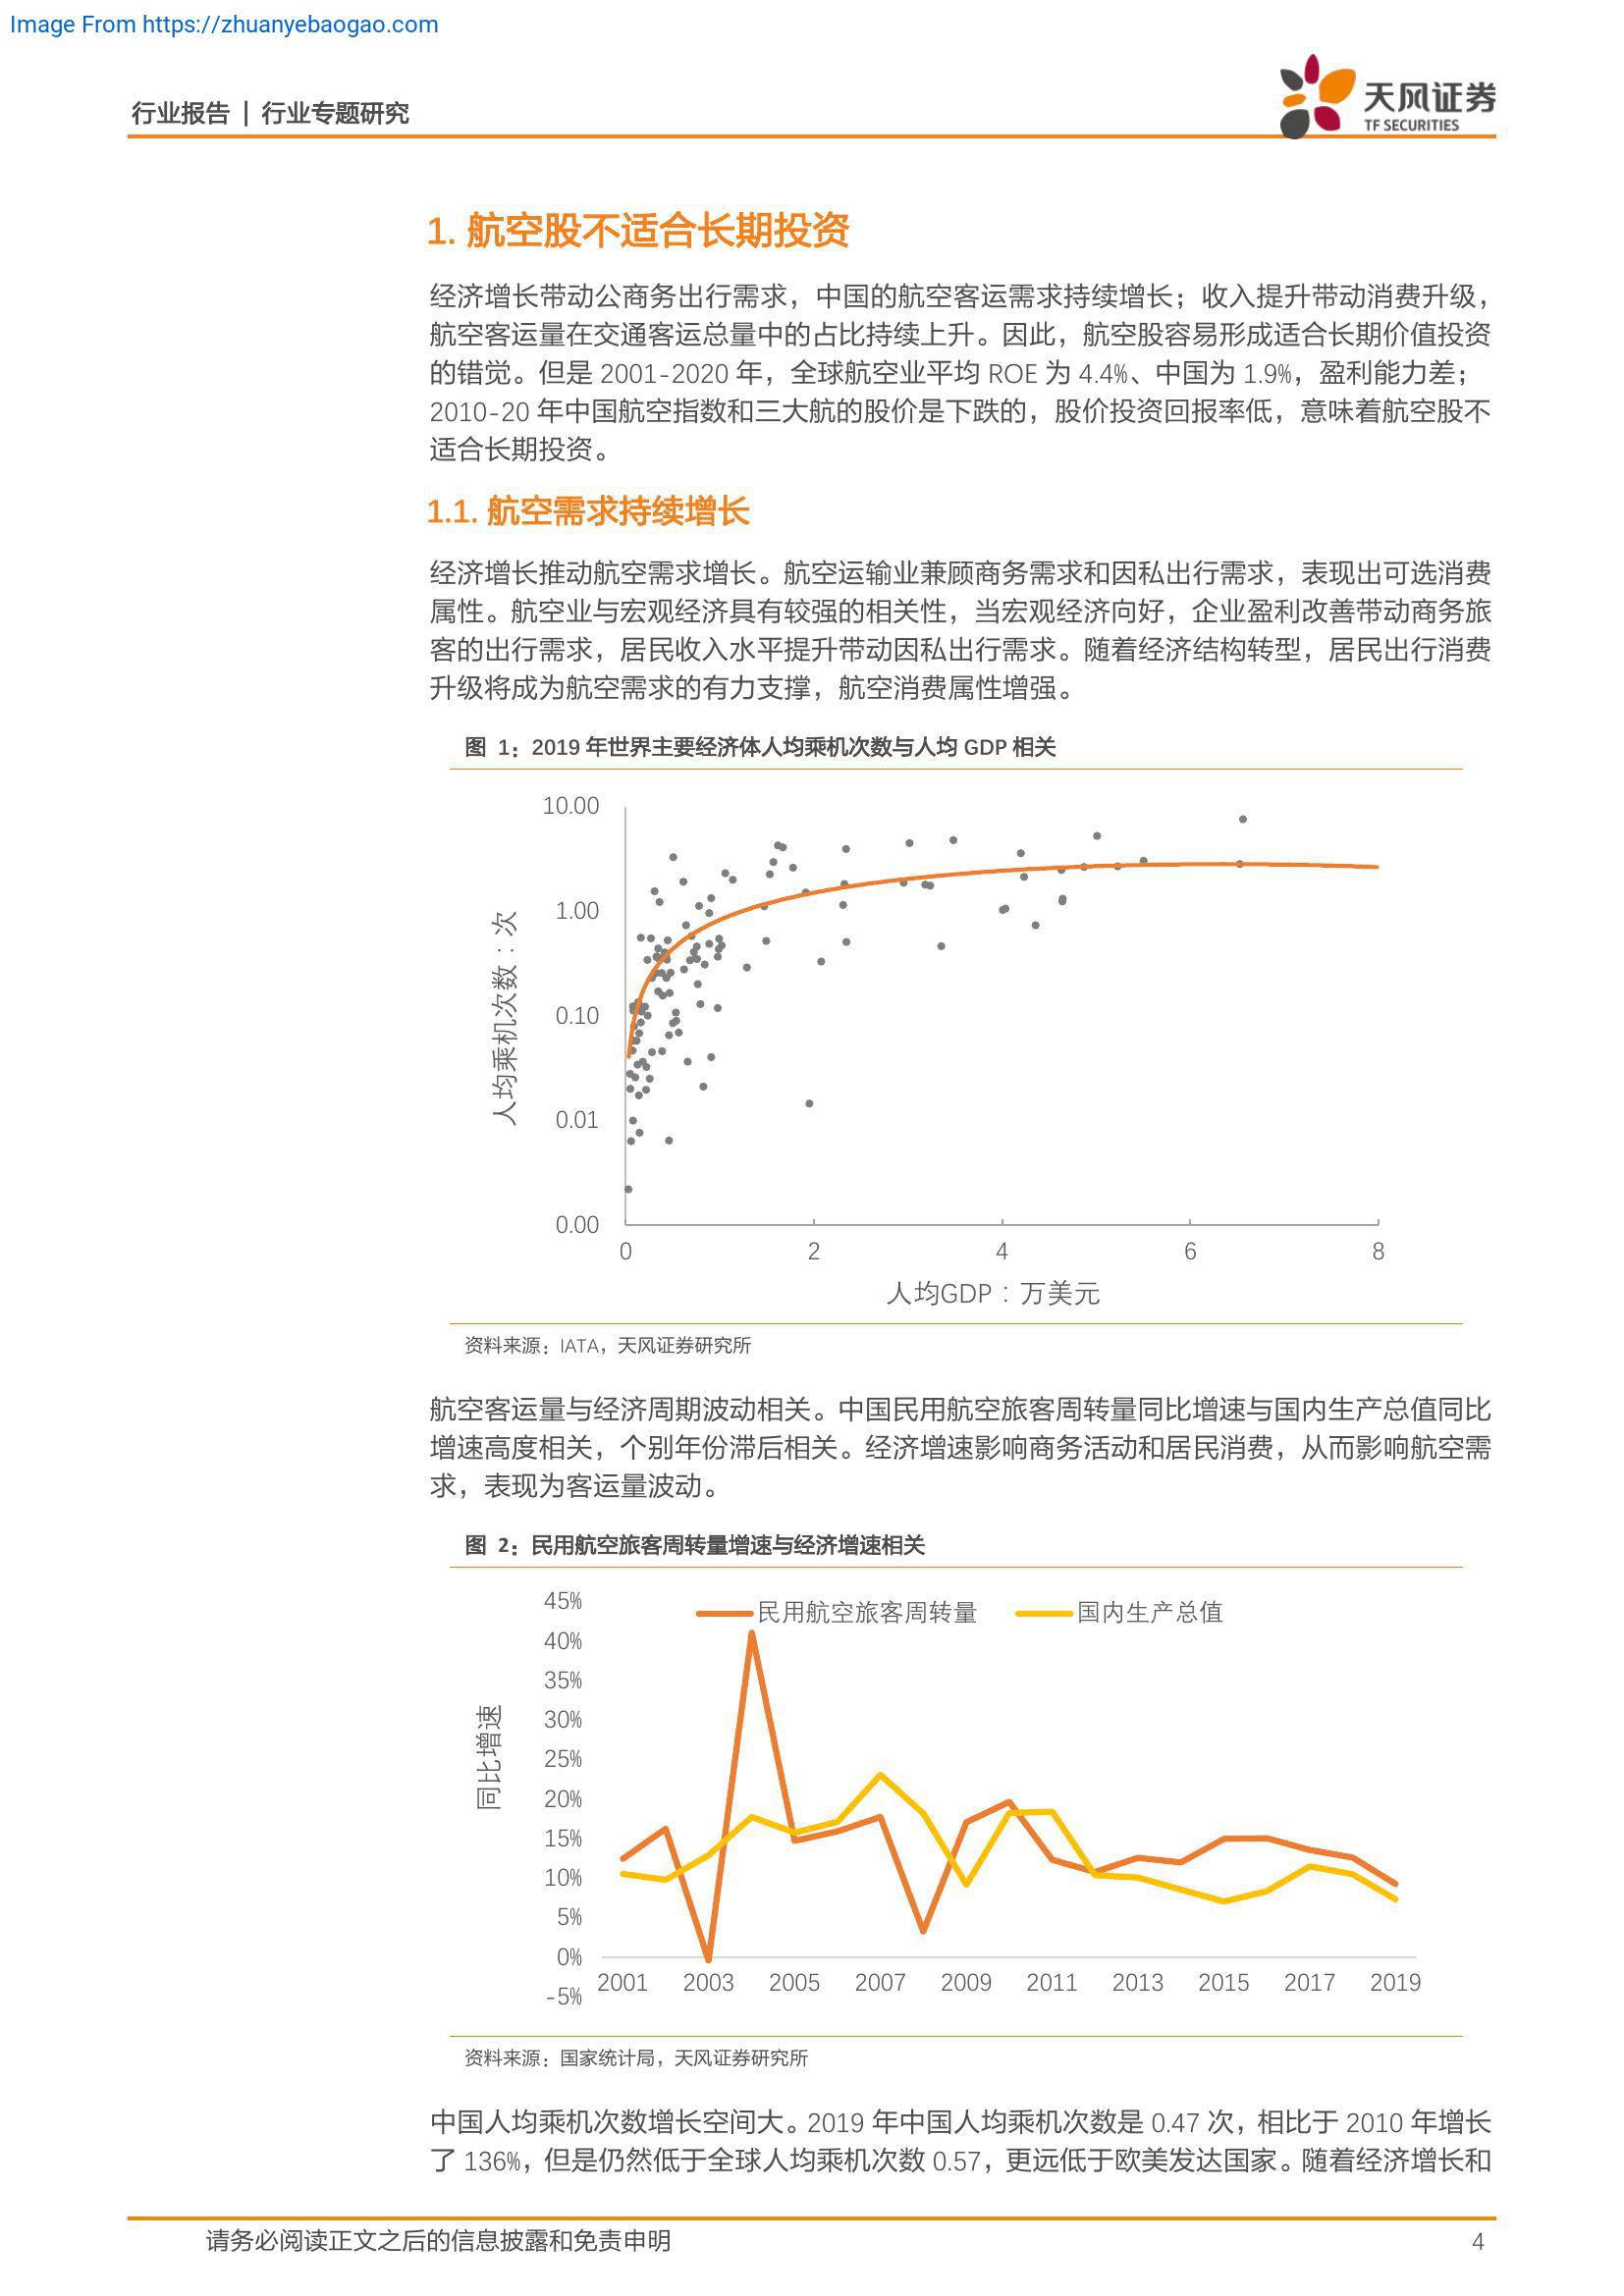 Image From https://zhuanyebaogao.com
行业报告 | 行业专题研究
天风证券
TF SECURITIES
1. 航空股不适合长期投资
经济增长带动公商务出行需求，中国的航空客运需求持续增长；收入提升带动消费升级，
航空客运量在交通客运总量中的占比持续上升。因此，航空股容易形成适合长期价值投资
的错觉。但是 2001-2020 年，全球航空业平均 ROE 为 4.4%、中国为 1.9%，盈利能力差；
2010-20 年中国航空指数和三大航的股价是下跌的，股价投资回报率低，意味着航空股不
适合长期投资。
1.1. 航空需求持续增长
经济增长推动航空需求增长。航空运输业兼顾商务需求和因私出行需求，表现出可选消费
属性。航空业与宏观经济具有较强的相关性，当宏观经济向好，企业盈利改善带动商务旅
客的出行需求，居民收入水平提升带动因私出行需求。随着经济结构转型，居民出行消费
升级将成为航空需求的有力支撑，航空消费属性增强。
图 1：2019 年世界主要经济体人均乘机次数与人均 GDP 相关
10.00
1.00
0.10
0.01
0.00
人均乘机次数：次
0 2 4 6 8
人均GDP：万美元
资料来源：IATA，天风证券研究所
航空客运量与经济周期波动相关。中国民用航空旅客周转量同比增速与国内生产总值同比
增速高度相关，个别年份滞后相关。经济增速影响商务活动和居民消费，从而影响航空需
求，表现为客运量波动。
图 2：民用航空旅客周转量增速与经济增速相关
民用航空旅客周转量 国内生产总值
45%
40%
35%
30%
25%
20%
15%
10%
5%
0%
-5%
同比增速
2001 2003 2005 2007 2009 2011 2013 2015 2017 2019
资料来源：国家统计局，天风证券研究所
中国人均乘机次数增长空间大。2019 年中国人均乘机次数是 0.47 次，相比于 2010 年增长
了 136%，但是仍然低于全球人均乘机次数 0.57，更远低于欧美发达国家。随着经济增长和
请务必阅读正文之后的信息披露和免责申明
4